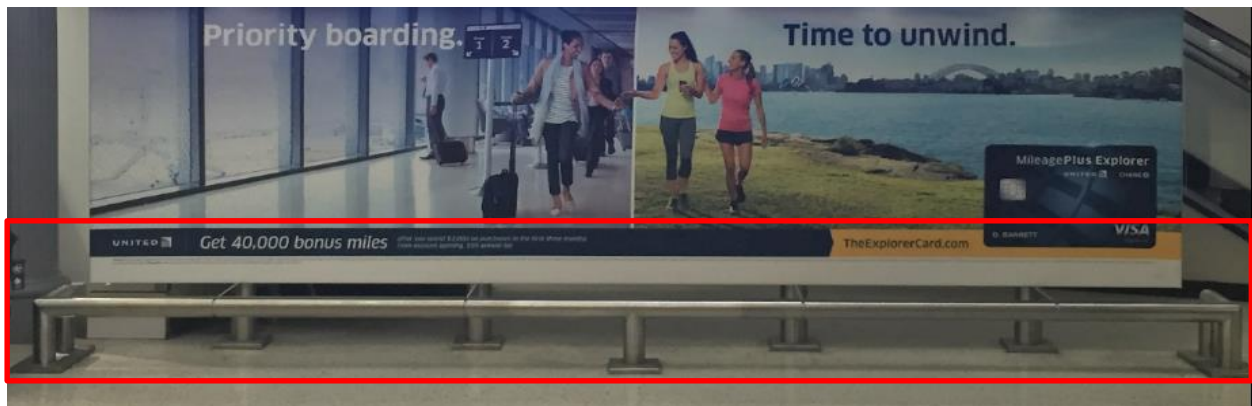 Priority boarding.
1 2
Time to unwind.
MileagePlus Explorer
UNITED CHASE
UNITED Get 40,000 bonus miles
TheExplorerCard.com
VISA